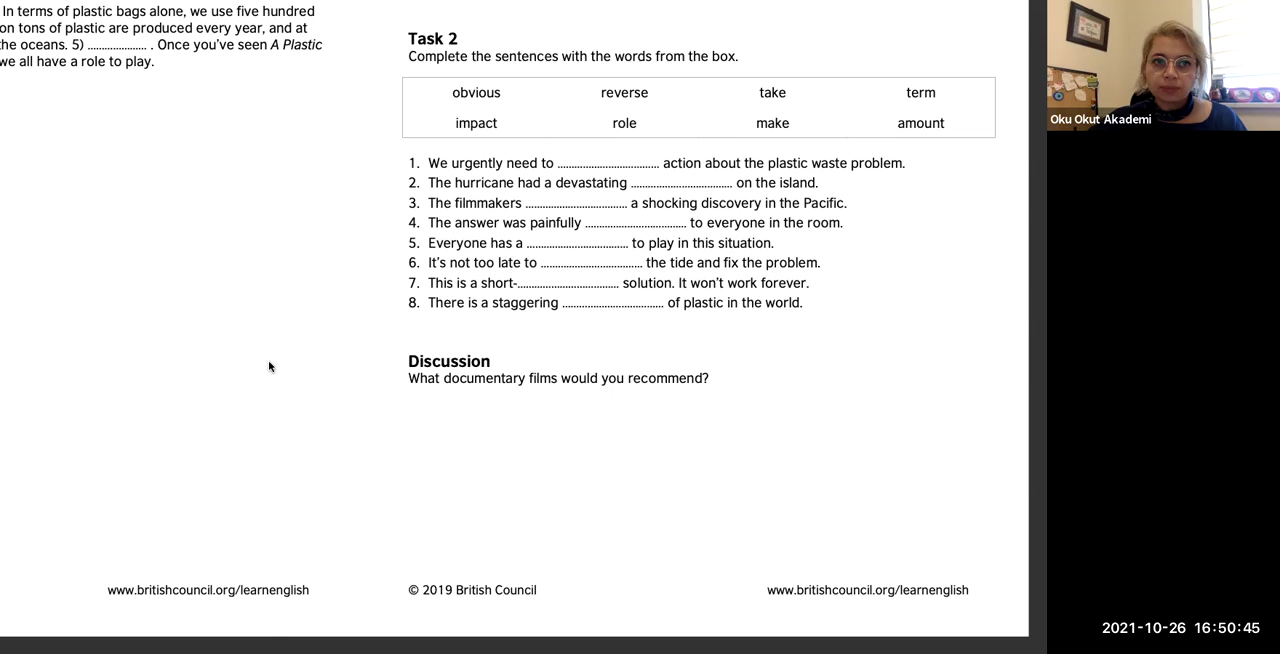 In terms of plastic bags alone, we use five hundred
on tons of plastic are produced every year, and at
the oceans. 5) ..................... . Once you've seen A Plastic
we all have a role to play.
Task 2
Complete the sentences with the words from the box.
obvious reverse take term
impact role make amount
1. We urgently need to .................................... action about the plastic waste problem.
2. The hurricane had a devastating .................................... on the island.
3. The filmmakers .................................... a shocking discovery in the Pacific.
4. The answer was painfully .................................... to everyone in the room.
5. Everyone has a .................................... to play in this situation.
6. It's not too late to .................................... the tide and fix the problem.
7. This is a short-.................................... solution. It won't work forever.
8. There is a staggering .................................... of plastic in the world.
Discussion
What documentary films would you recommend?
www.britishcouncil.org/learnenglish
© 2019 British Council
www.britishcouncil.org/learnenglish
Oku Okut Akademi
2021-10-26 16:50:45